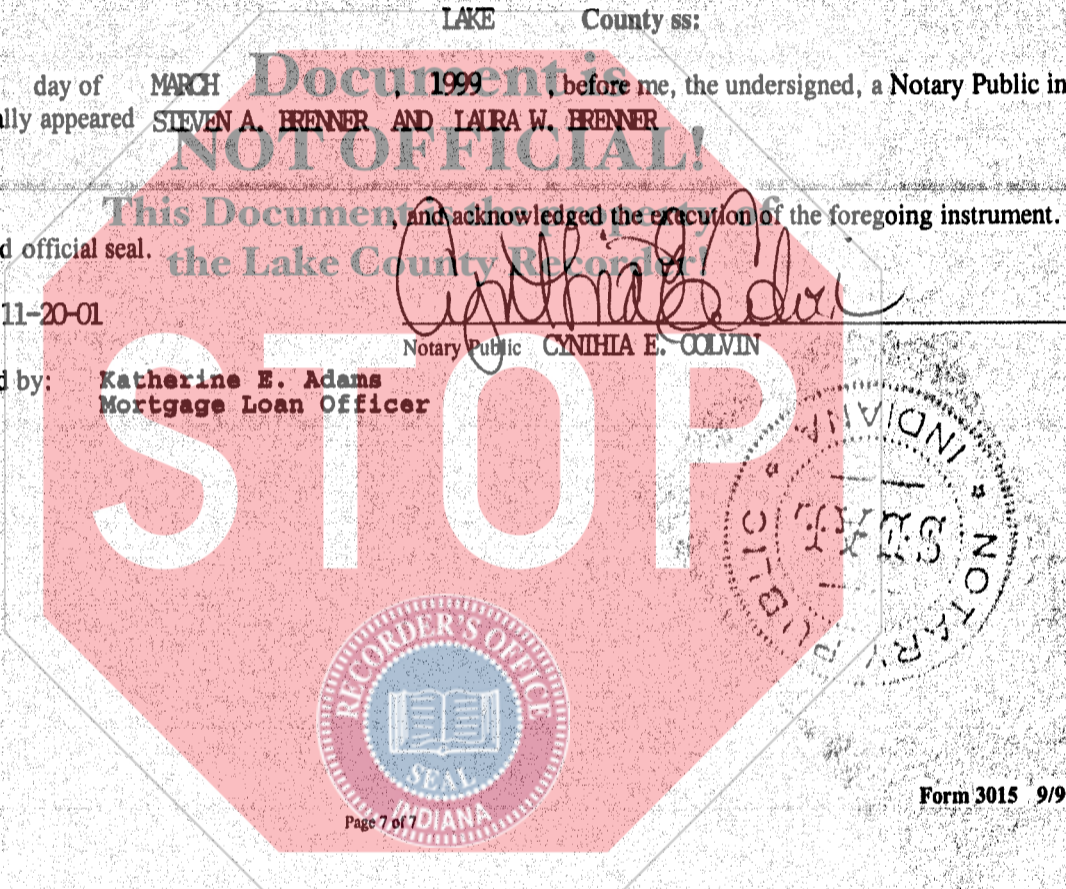 LAKE County ss:
day of MARCH , 1999 , before me, the undersigned, a Notary Public in
lly appeared STEVEN A. BRENNER AND LAURA W. BRENNER
Document is
NOT OFFICIAL!
This Document the property of
the Lake County Recorder!
, and acknowledged the execution of the foregoing instrument.
d official seal.
11-20-01
Cynthia E. Colvin
Notary Public CYNTHIA E. COLVIN
d by: Katherine E. Adams
Mortgage Loan Officer
STOP
INDIANA
NOTARY PUBLIC
SEAL
RECORDER'S OFFICE
SEAL
INDIANA
Form 3015 9/9
Page 7 of 7